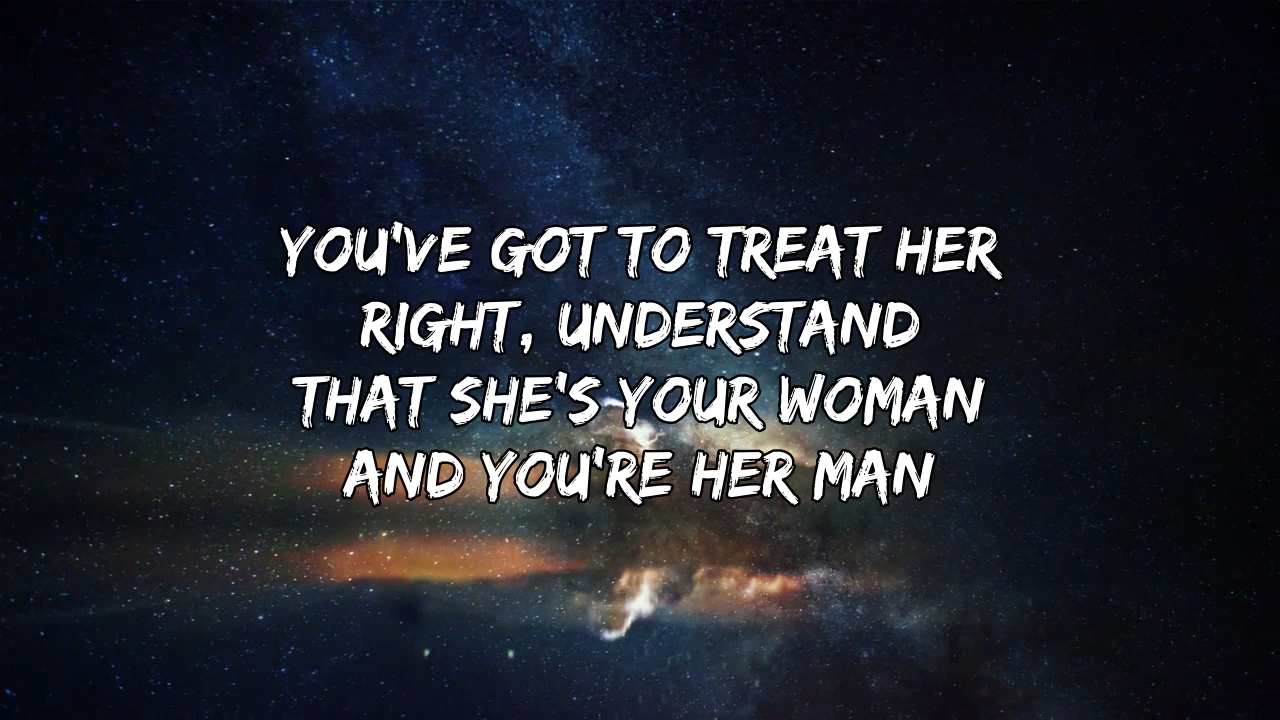 YOU'VE GOT TO TREAT HER
RIGHT, UNDERSTAND
THAT SHE'S YOUR WOMAN
AND YOU'RE HER MAN